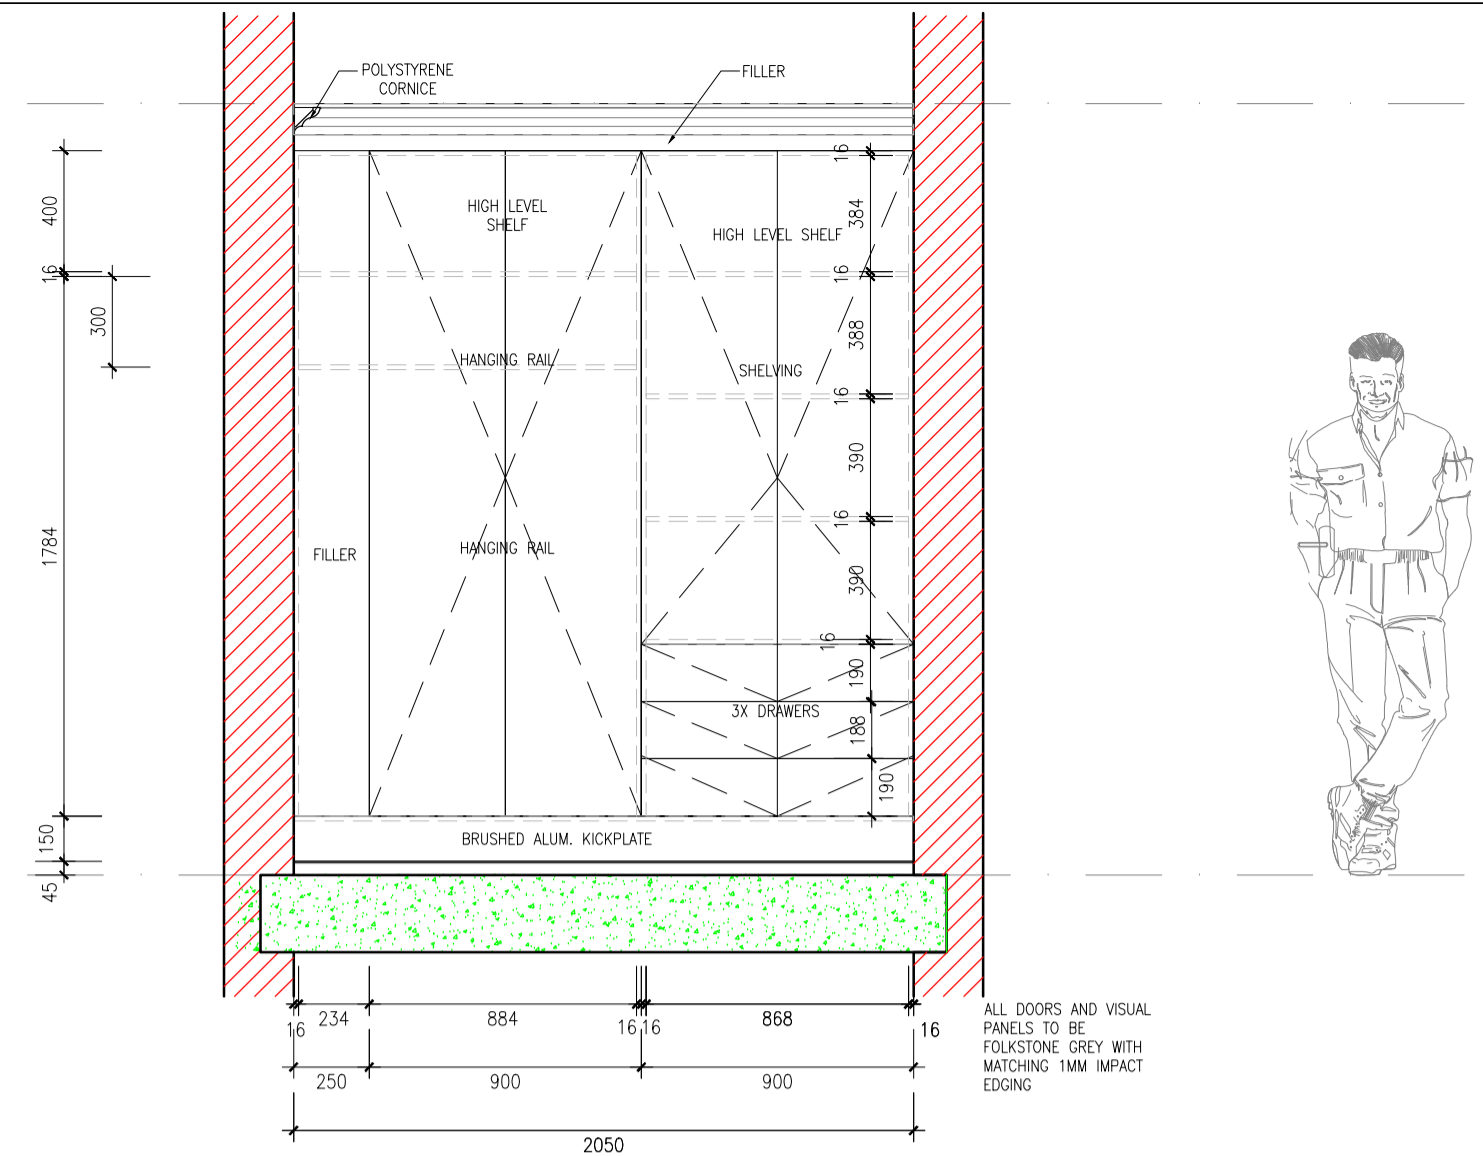 POLYSTYRENE
CORNICE
FILLER
HIGH LEVEL
SHELF
HIGH LEVEL SHELF
HANGING RAIL
SHELVING
FILLER
HANGING RAIL
3X DRAWERS
BRUSHED ALUM. KICKPLATE
400
16
300
1784
150
45
16
384
16
388
16
390
16
390
16
190
188
190
16
234
884
16
16
868
16
250
900
900
2050
ALL DOORS AND VISUAL
PANELS TO BE
FOLKSTONE GREY WITH
MATCHING 1MM IMPACT
EDGING